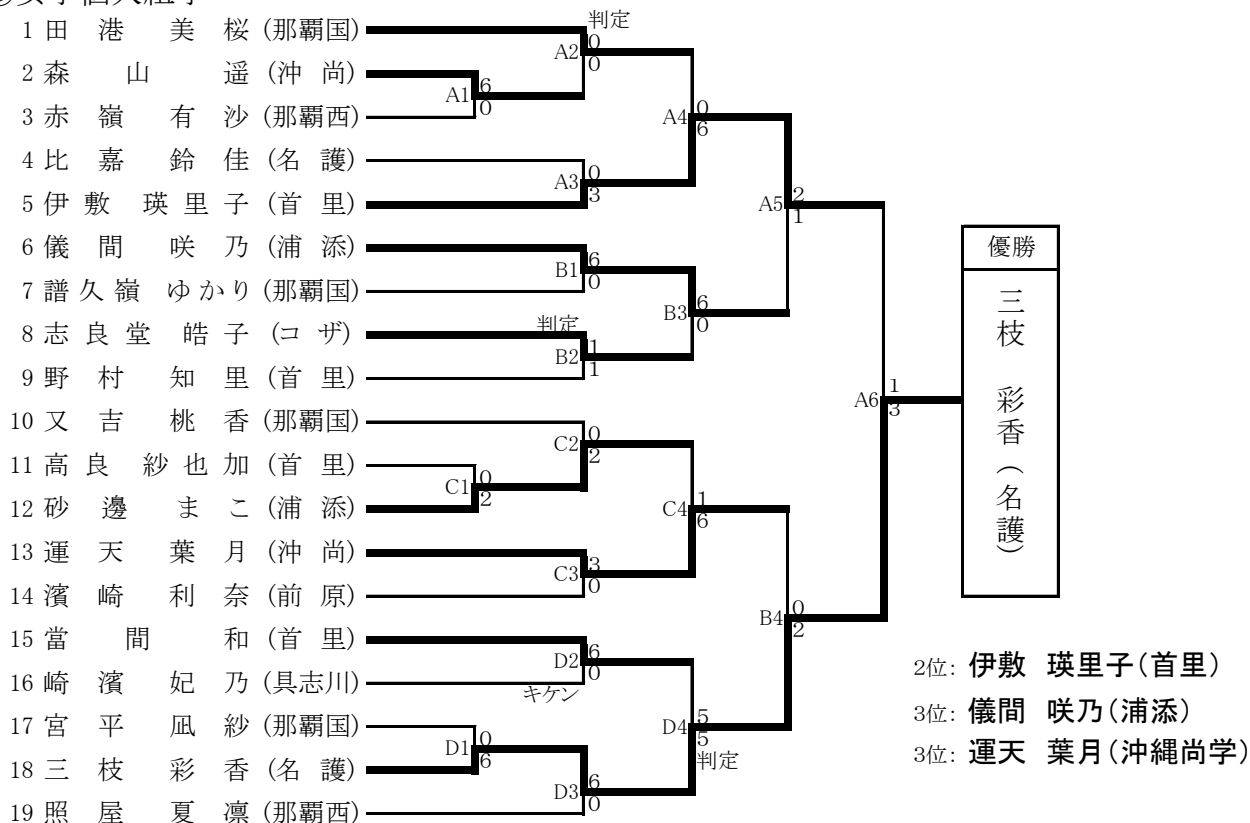 1 田 港 美 桜 (那覇国)
2 森 山 遥 (沖 尚)
3 赤 嶺 有 沙 (那覇西)
4 比 嘉 鈴 佳 (名 護)
5 伊 敷 瑛 里 子 (首 里)
6 儀 間 咲 乃 (浦 添)
7 譜 久 嶺 ゆかり (那覇国)
8 志 良 堂 皓 子 (コ ザ)
9 野 村 知 里 (首 里)
10 又 吉 桃 香 (那覇国)
11 高 良 紗 也 加 (首 里)
12 砂 邊 ま こ (浦 添)
13 運 天 葉 月 (沖 尚)
14 濱 崎 利 奈 (前 原)
15 當 間 和 (首 里)
16 崎 濱 妃 乃 (具志川)
17 宮 平 凪 紗 (那覇国)
18 三 枝 彩 香 (名 護)
19 照 屋 夏 凛 (那覇西)
A1 6 0
判定
A2 0 0
A3 0 3
A4 0 6
B1 6 0
判定
B2 1 1
B3 6 0
A5 2 1
C1 0 2
C2 0 2
C3 3 0
C4 1 6
D1 0 6
D2 6 0
キケン
D3 6 0
D4 5 5
判定
B4 0 2
A6 1 3
優勝
三枝 彩香(名護)
2位: 伊敷 瑛里子(首里)
3位: 儀間 咲乃(浦添)
3位: 運天 葉月(沖縄尚学)